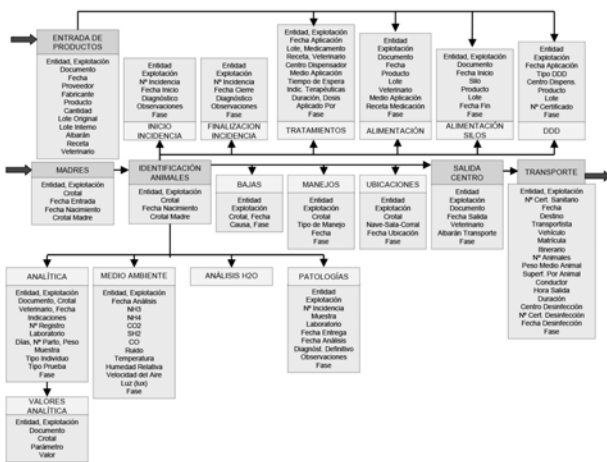 ENTRADA DE
PRODUCTOS
Entidad, Explotación
Documento
Fecha
Proveedor
Fabricante
Producto
Cantidad
Lote Original
Lote Interno
Albarán
Receta
Veterinario
Entidad
Explotación
Nº Incidencia
Fecha Inicio
Diagnóstico
Observaciones
Fase
INICIO
INCIDENCIA
Entidad
Explotación
Nº Incidencia
Fecha Cierre
Diagnóstico
Observaciones
Fase
FINALIZACION
INCIDENCIA
Entidad, Explotación
Fecha Aplicación
Lote, Medicamento
Receta, Veterinario
Centro Dispensador
Medio Aplicación
Tiempo de Espera
Indic. Terapéuticas
Duración, Dosis
Aplicado Por
Fase
TRATAMIENTOS
Entidad
Explotación
Documento
Fecha
Producto
Lote
Veterinario
Medio Aplicación
Receta Medicación
Fase
ALIMENTACIÓN
Entidad
Explotación
Documento
Fecha Inicio
Silo
Producto
Lote
Fecha Fin
Fase
ALIMENTACIÓN
SILOS
Entidad
Explotación
Fecha Aplicación
Tipo DDD
Centro Dispens.
Producto
Lote
Nº Certificado
Fase
DDD
MADRES
Entidad, Explotación
Crotal
Fecha Entrada
Fecha Nacimiento
Crotal Madre
IDENTIFICACIÓN
ANIMALES
Entidad, Explotación
Crotal
Fecha Nacimiento
Crotal Madre
BAJAS
Entidad
Explotación
Crotal, Fecha
Causa, Fase
MANEJOS
Entidad
Explotación
Crotal
Tipo de Manejo
Fecha
Fase
UBICACIONES
Entidad
Explotación
Crotal
Nave-Sala-Corral
Fecha Ubicación
Fase
SALIDA
CENTRO
Entidad
Explotación
Documento
Fecha Salida
Veterinario
Albarán Transporte
Fase
TRANSPORTE
Entidad, Explotación
Nº Cert. Sanitario
Fecha
Destino
Transportista
Vehículo
Matrícula
Itinerario
Nº Animales
Peso Medio Animal
Superf. Por Animal
Conductor
Hora Salida
Duración
Centro Desinfección
Nº Cert. Desinfección
Fecha Desinfección
Fase
ANALÍTICA
Entidad, Explotación
Documento, Crotal
Veterinario, Fecha
Indicaciones
Nº Registro
Laboratorio
Días, Nº Parto, Peso
Muestra
Tipo Individuo
Tipo Prueba
Fase
MEDIO AMBIENTE
Entidad, Explotación
Fecha Análisis
NH3
NH4
CO2
SH2
CO
Ruido
Temperatura
Humedad Relativa
Velocidad del Aire
Luz (lux)
Fase
ANÁLISIS H2O
PATOLOGÍAS
Entidad
Explotación
Nº Incidencia
Muestra
Laboratorio
Fecha Entrega
Fecha Análisis
Diagnóst. Definitivo
Observaciones
Fase
VALORES
ANALÍTICA
Entidad, Explotación
Documento
Crotal
Parámetro
Valor